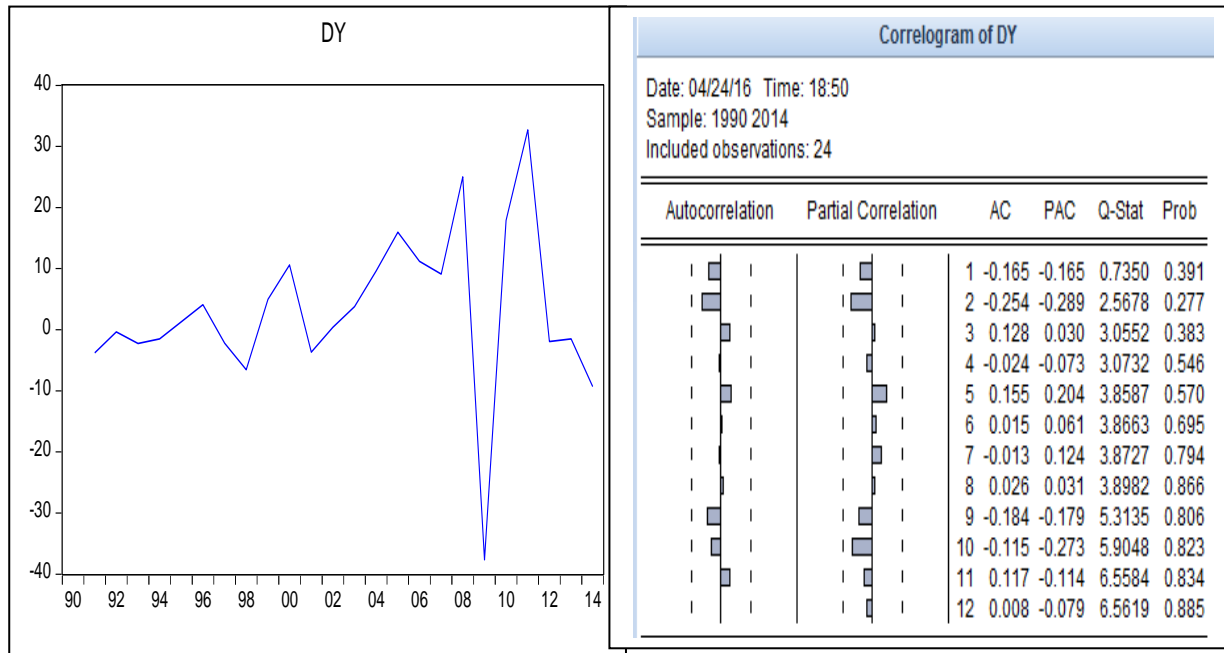 DY
40
30
20
10
0
-10
-20
-30
-40
90 92 94 96 98 00 02 04 06 08 10 12 14
Correlogram of DY
Date: 04/24/16 Time: 18:50
Sample: 1990 2014
Included observations: 24
Autocorrelation Partial Correlation AC PAC Q-Stat Prob
1 -0.165 -0.165 0.7350 0.391
2 -0.254 -0.289 2.5678 0.277
3 0.128 0.030 3.0552 0.383
4 -0.024 -0.073 3.0732 0.546
5 0.155 0.204 3.8587 0.570
6 0.015 0.061 3.8663 0.695
7 -0.013 0.124 3.8727 0.794
8 0.026 0.031 3.8982 0.866
9 -0.184 -0.179 5.3135 0.806
10 -0.115 -0.273 5.9048 0.823
11 0.117 -0.114 6.5584 0.834
12 0.008 -0.079 6.5619 0.885